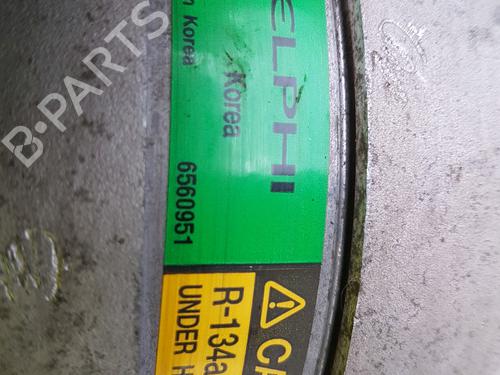 ELPHI
Korea
n Korea
6560951
CA
R-134a
UNDER H
B-PARTS